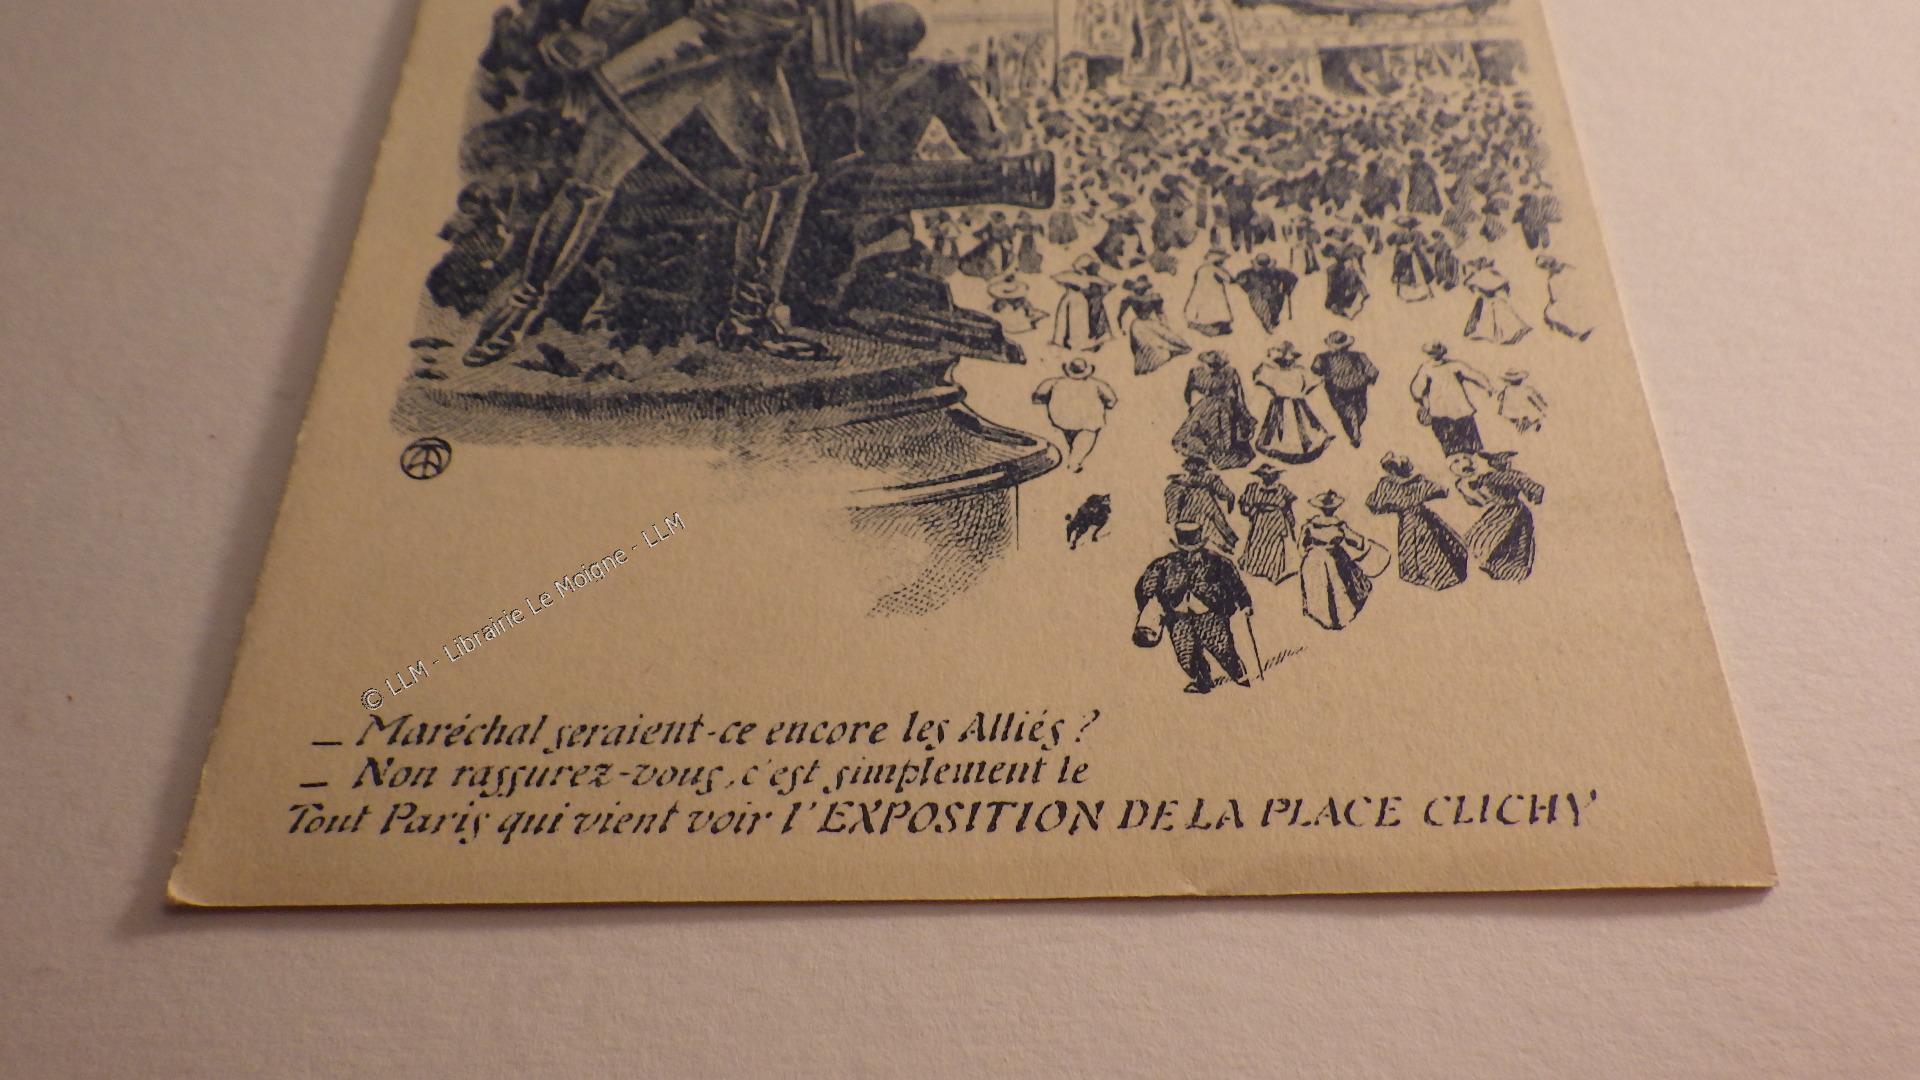 © LLM - Librairie Le Moigne - LLM
— Maréchal seraient-ce encore les Alliés ?
— Non rassurez-vous, c'est simplement le
Tout Paris qui vient voir l'EXPOSITION DE LA PLACE CLICHY